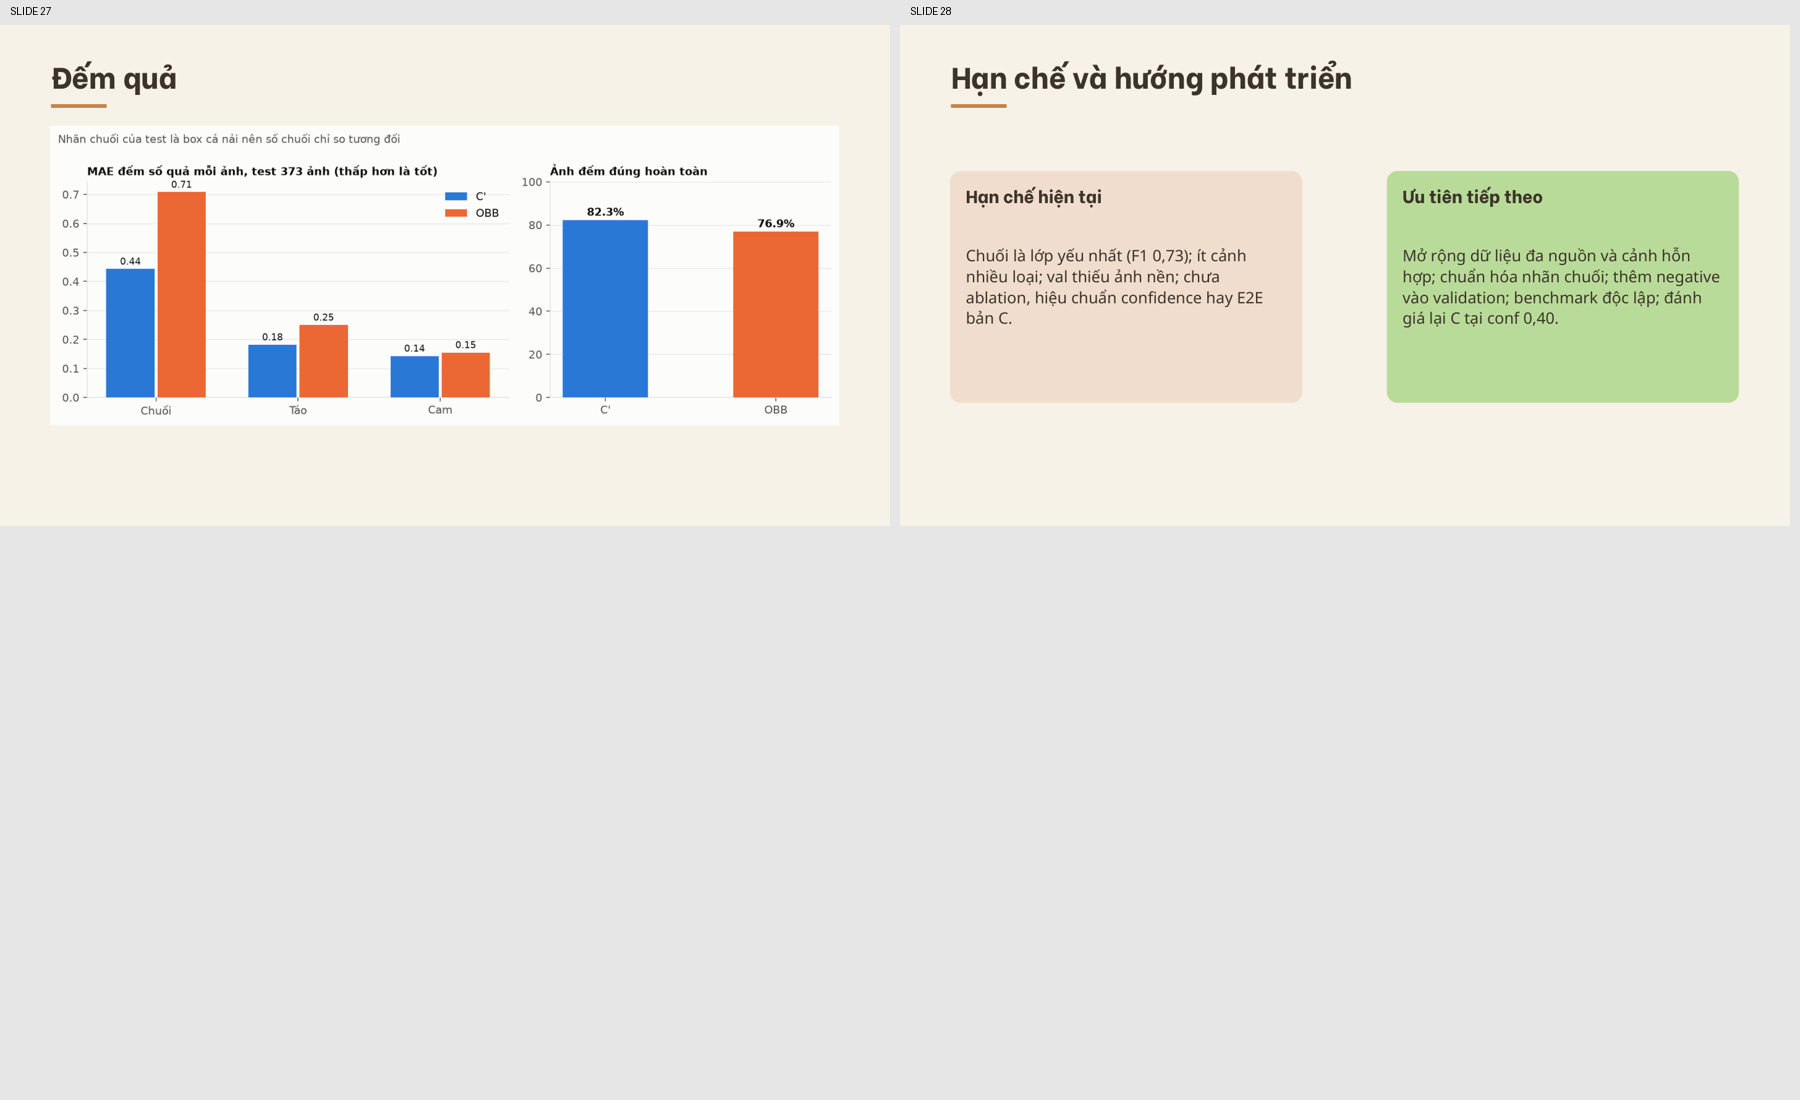 SLIDE 27
Đếm quả
Nhãn chuối của test là box cả nải nên số chuối chỉ so tương đối
MAE đếm số quả mỗi ảnh, test 373 ảnh (thấp hơn là tốt)
0.7
0.6
0.5
0.4
0.3
0.2
0.1
0.0
0.44
0.71
0.18
0.25
0.14
0.15
C'
OBB
Chuối
Táo
Cam
Ảnh đếm đúng hoàn toàn
100
80
60
40
20
0
82.3%
76.9%
C'
OBB
SLIDE 28
Hạn chế và hướng phát triển
Hạn chế hiện tại
Chuối là lớp yếu nhất (F1 0,73); ít cảnh
nhiều loại; val thiếu ảnh nền; chưa
ablation, hiệu chuẩn confidence hay E2E
bản C.
Ưu tiên tiếp theo
Mở rộng dữ liệu đa nguồn và cảnh hỗn
hợp; chuẩn hóa nhãn chuối; thêm negative
vào validation; benchmark độc lập; đánh
giá lại C tại conf 0,40.